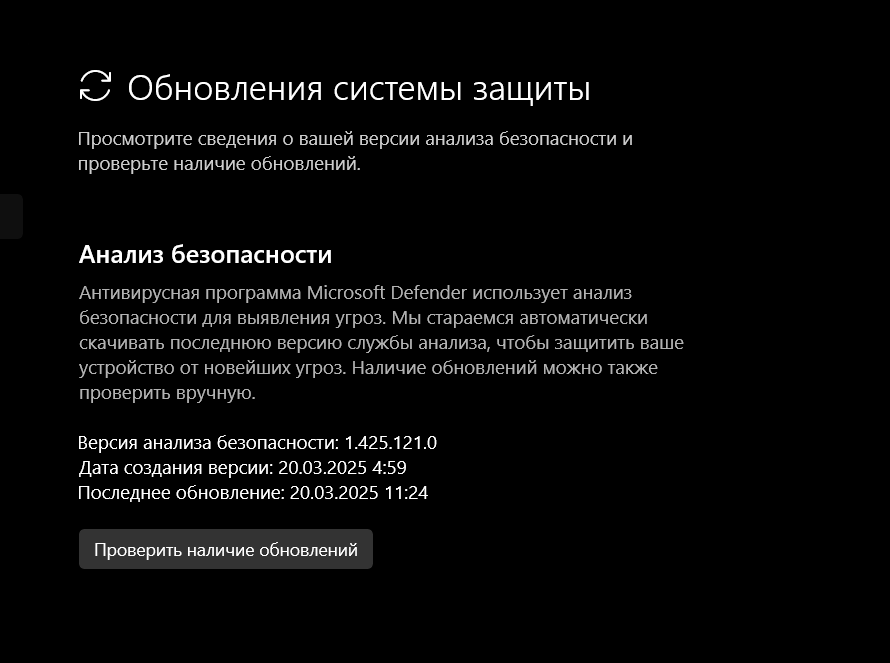 Обновления системы защиты
Просмотрите сведения о вашей версии анализа безопасности и
проверьте наличие обновлений.
Анализ безопасности
Антивирусная программа Microsoft Defender использует анализ
безопасности для выявления угроз. Мы стараемся автоматически
скачивать последнюю версию службы анализа, чтобы защитить ваше
устройство от новейших угроз. Наличие обновлений можно также
проверить вручную.
Версия анализа безопасности: 1.425.121.0
Дата создания версии: 20.03.2025 4:59
Последнее обновление: 20.03.2025 11:24
Проверить наличие обновлений